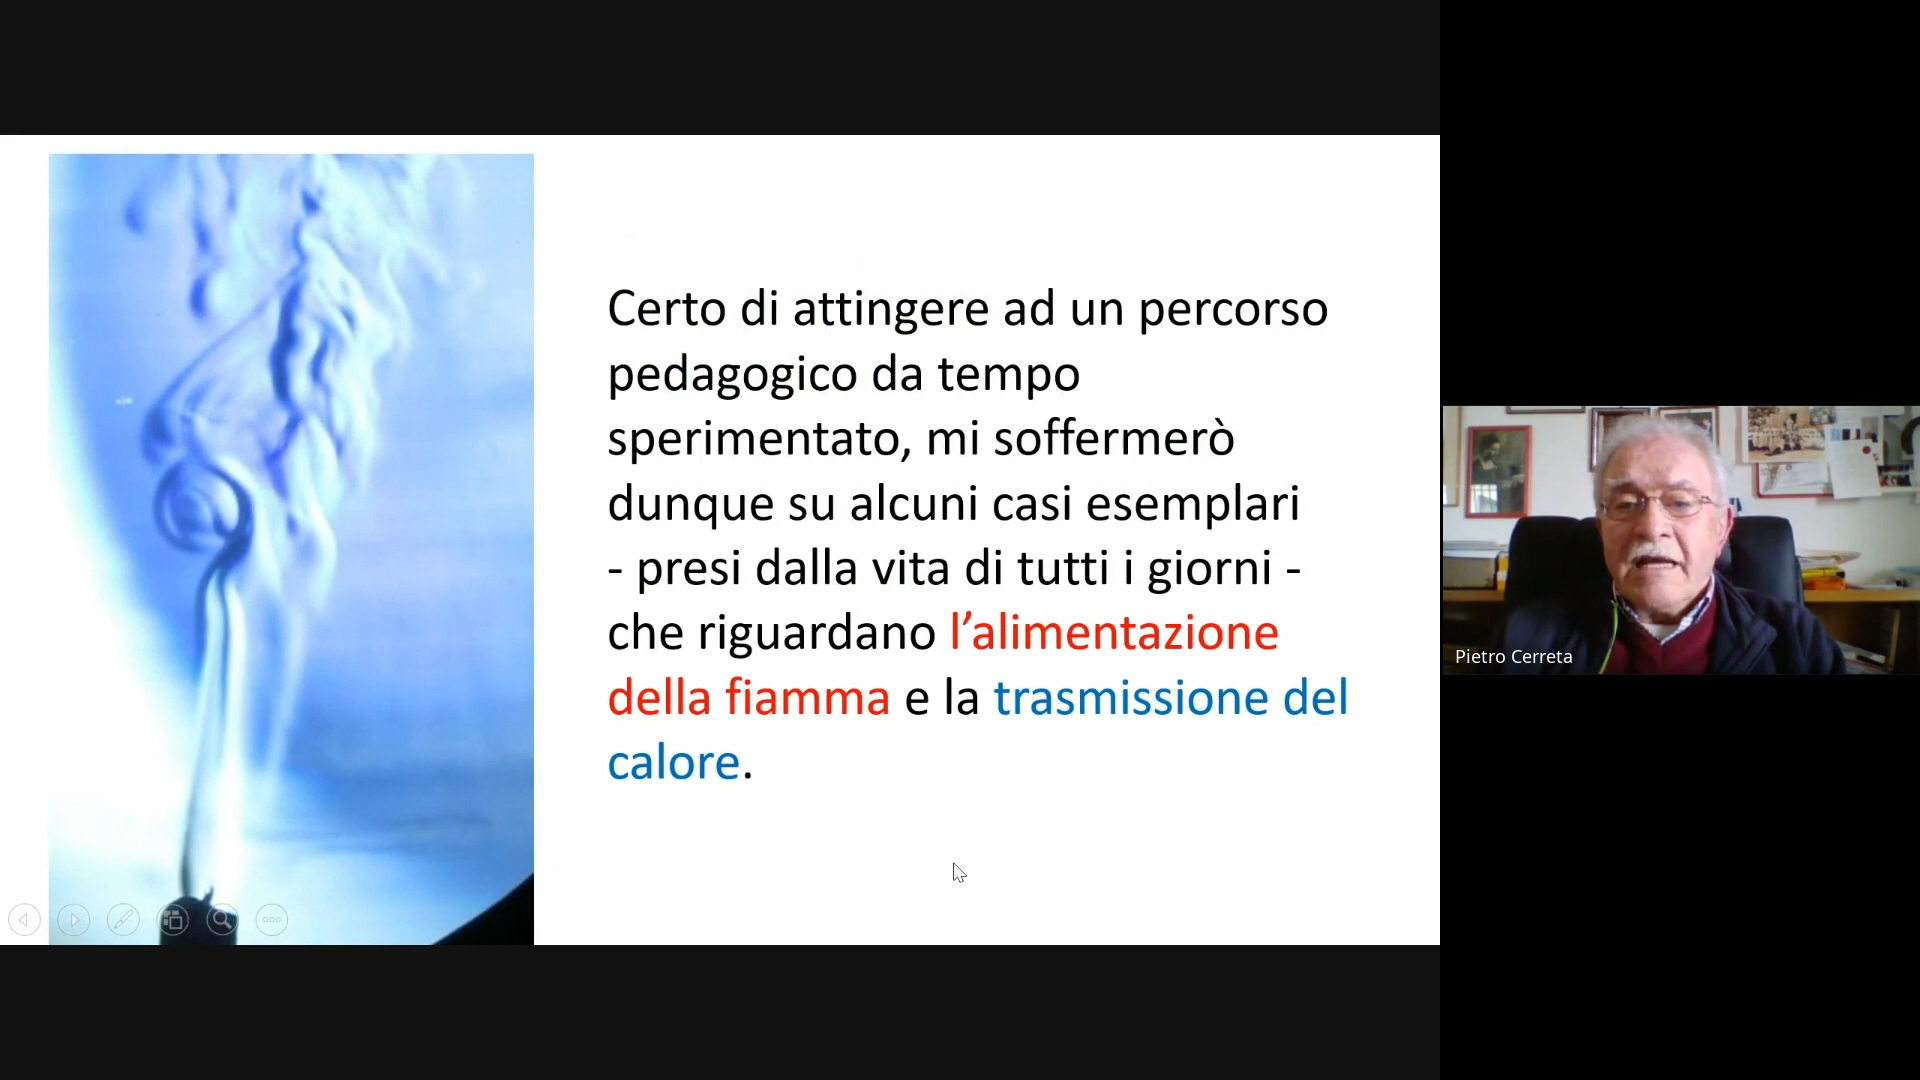 Certo di attingere ad un percorso
pedagogico da tempo
sperimentato, mi soffermerò
dunque su alcuni casi esemplari
- presi dalla vita di tutti i giorni -
che riguardano l’alimentazione
della fiamma e la trasmissione del
calore.
Pietro Cerreta